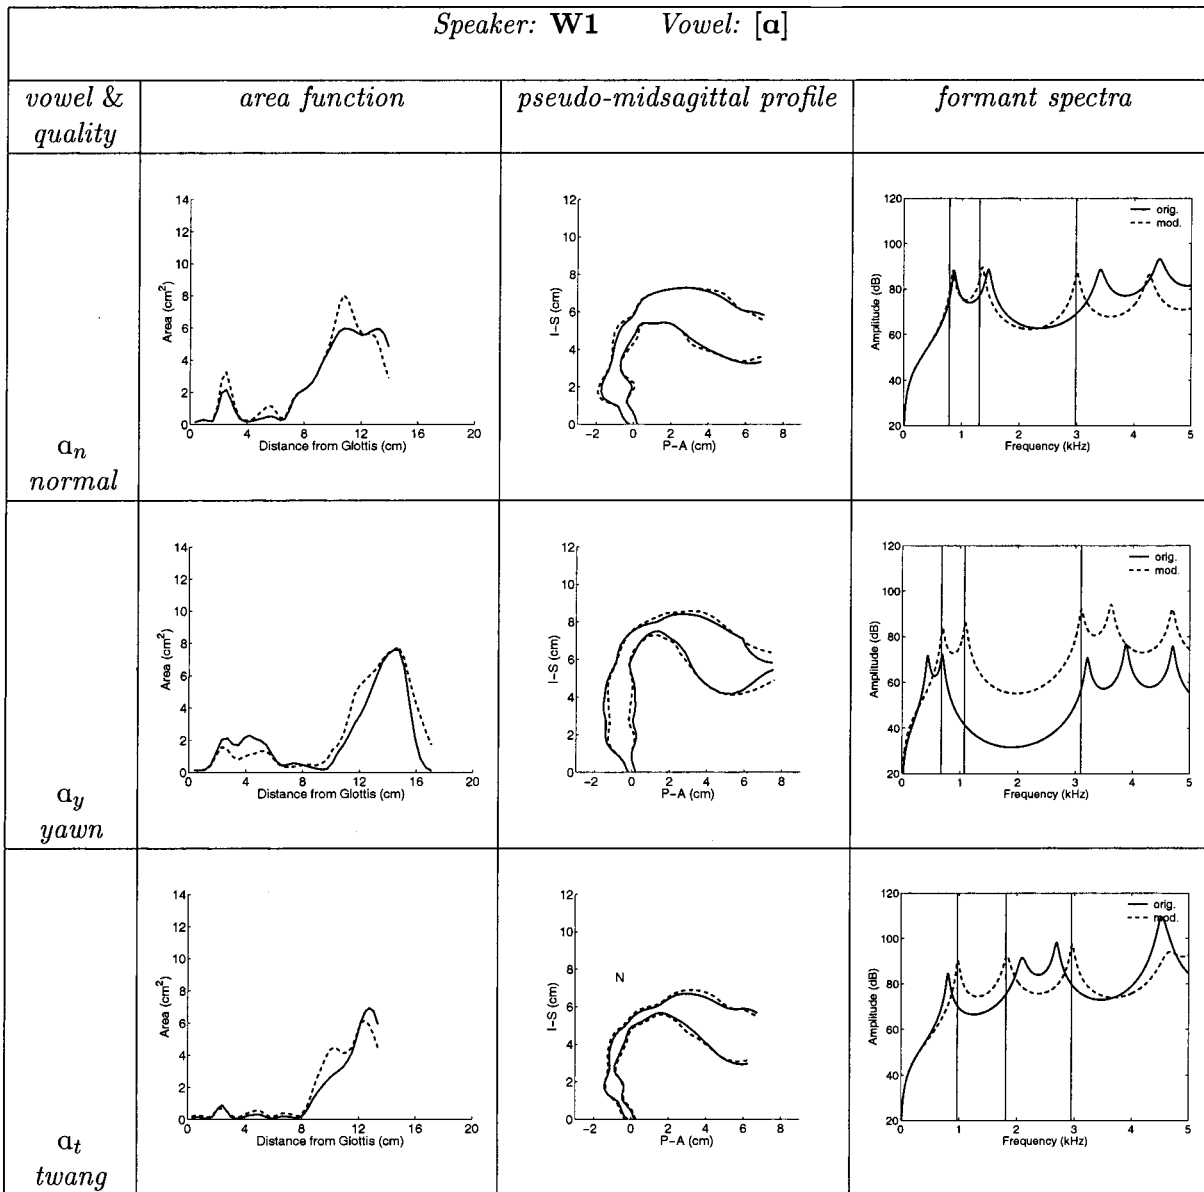 Speaker: W1 Vowel: [ɑ]
vowel & quality
area function
pseudo-midsagittal profile
formant spectra
ɑn
normal
14
12
10
8
6
4
2
0
Area (cm²)
0 4 8 12 16 20
Distance from Glottis (cm)
12
10
8
6
4
2
0
I-S (cm)
-2 0 2 4 6 8
P-A (cm)
120
100
80
60
40
20
Amplitude (dB)
orig.
mod.
0 1 2 3 4 5
Frequency (kHz)
ɑy
yawn
14
12
10
8
6
4
2
0
Area (cm²)
0 4 8 12 16 20
Distance from Glottis (cm)
12
10
8
6
4
2
0
I-S (cm)
-2 0 2 4 6 8
P-A (cm)
120
100
80
60
40
20
Amplitude (dB)
orig.
mod.
0 1 2 3 4 5
Frequency (kHz)
ɑt
twang
14
12
10
8
6
4
2
0
Area (cm²)
0 4 8 12 16 20
Distance from Glottis (cm)
12
10
8
6
4
2
0
I-S (cm)
N
-2 0 2 4 6 8
P-A (cm)
120
100
80
60
40
20
Amplitude (dB)
orig.
mod.
0 1 2 3 4 5
Frequency (kHz)